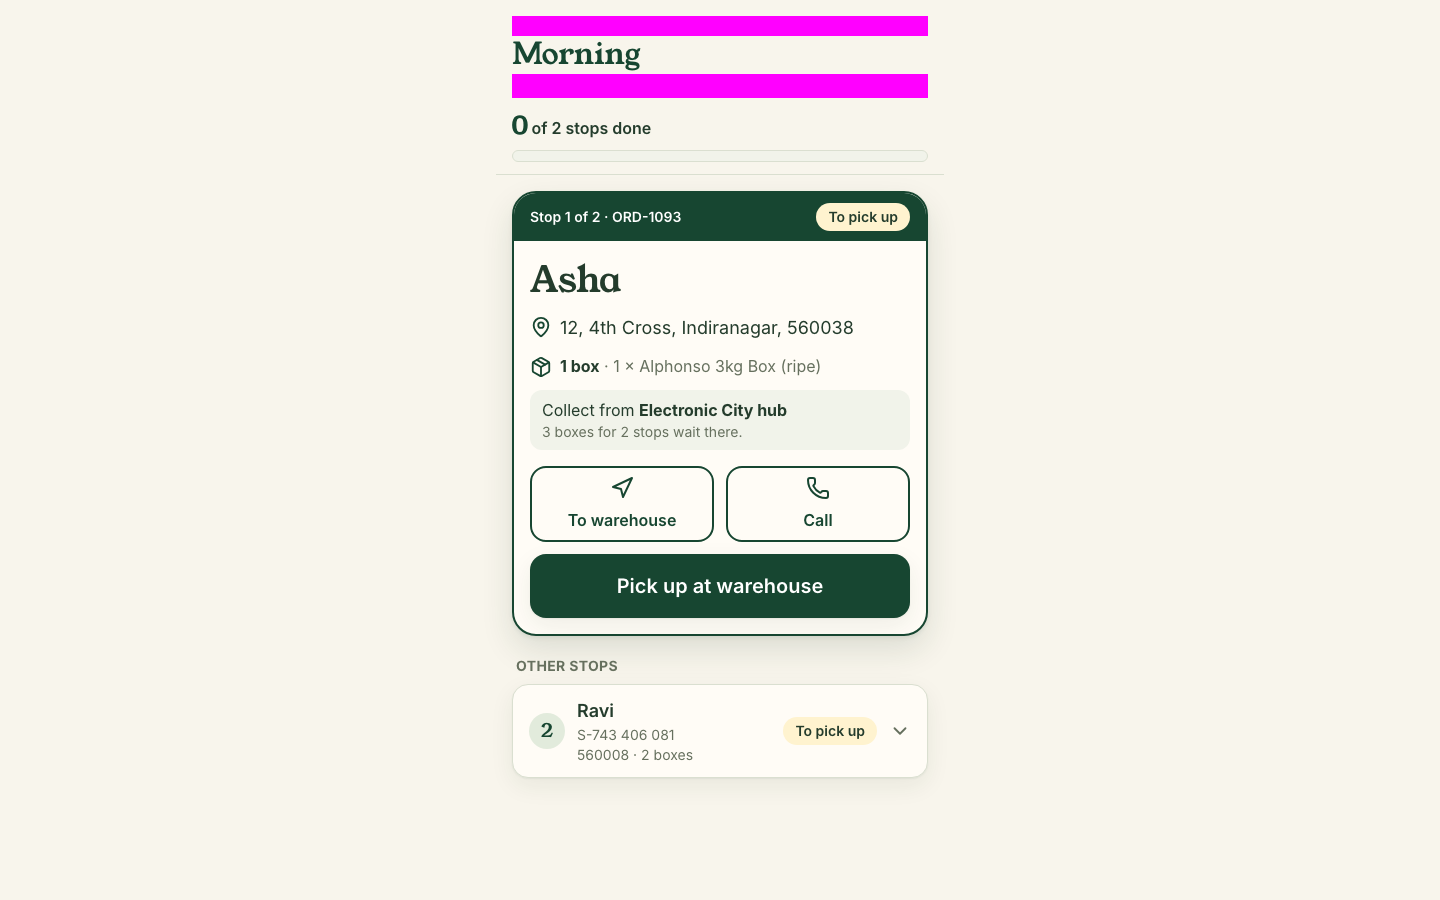 Morning
0 of 2 stops done
Stop 1 of 2 · ORD-1093
To pick up
Asha
12, 4th Cross, Indiranagar, 560038
1 box · 1 × Alphonso 3kg Box (ripe)
Collect from Electronic City hub
3 boxes for 2 stops wait there.
To warehouse
Call
Pick up at warehouse
OTHER STOPS
2
Ravi
S-743 406 081
560008 · 2 boxes
To pick up